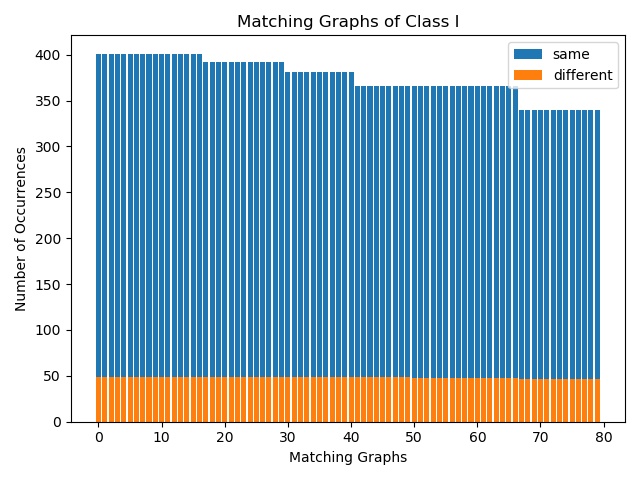 Matching Graphs of Class I
same
different
400
350
300
250
200
150
100
50
0
Number of Occurrences
0 10 20 30 40 50 60 70 80
Matching Graphs